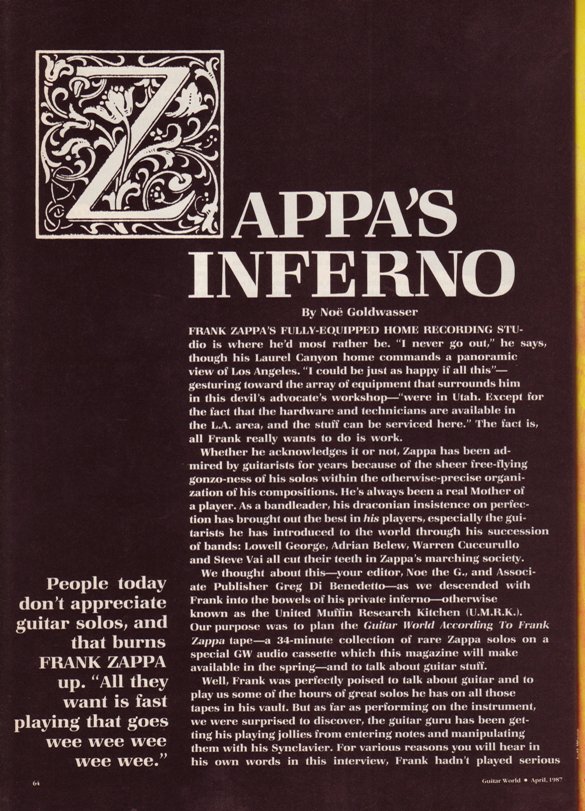 ZAPPA'S
INFERNO
By Noë Goldwasser
FRANK ZAPPA'S FULLY-EQUIPPED HOME RECORDING STU-
dio is where he'd most rather be. "I never go out," he says,
though his Laurel Canyon home commands a panoramic
view of Los Angeles. "I could be just as happy if all this"—
gesturing toward the array of equipment that surrounds him
in this devil's advocate's workshop—"were in Utah. Except for
the fact that the hardware and technicians are available in
the L.A. area, and the stuff can be serviced here." The fact is,
all Frank really wants to do is work.
Whether he acknowledges it or not, Zappa has been ad-
mired by guitarists for years because of the sheer free-flying
gonzo-ness of his solos within the otherwise-precise organi-
zation of his compositions. He's always been a real Mother of
a player. As a bandleader, his draconian insistence on perfec-
tion has brought out the best in his players, especially the gui-
tarists he has introduced to the world through his succession
of bands: Lowell George, Adrian Belew, Warren Cuccurullo
and Steve Vai all cut their teeth in Zappa's marching society.
We thought about this—your editor, Noe the G., and Associ-
ate Publisher Greg Di Benedetto—as we descended with
Frank into the bowels of his private inferno—otherwise
known as the United Muffin Research Kitchen (U.M.R.K.).
Our purpose was to plan the Guitar World According To Frank
Zappa tape—a 34-minute collection of rare Zappa solos on a
special GW audio cassette which this magazine will make
available in the spring—and to talk about guitar stuff.
Well, Frank was perfectly poised to talk about guitar and to
play us some of the hours of great solos he has on all those
tapes in his vault. But as far as performing on the instrument,
we were surprised to discover, the guitar guru has been get-
ting his playing jollies from entering notes and manipulating
them with his Synclavier. For various reasons you will hear in
his own words in this interview, Frank hadn't played serious
People today
don't appreciate
guitar solos, and
that burns
FRANK ZAPPA
up. "All they
want is fast
playing that goes
wee wee wee
wee wee."
64
Guitar World • April, 1987